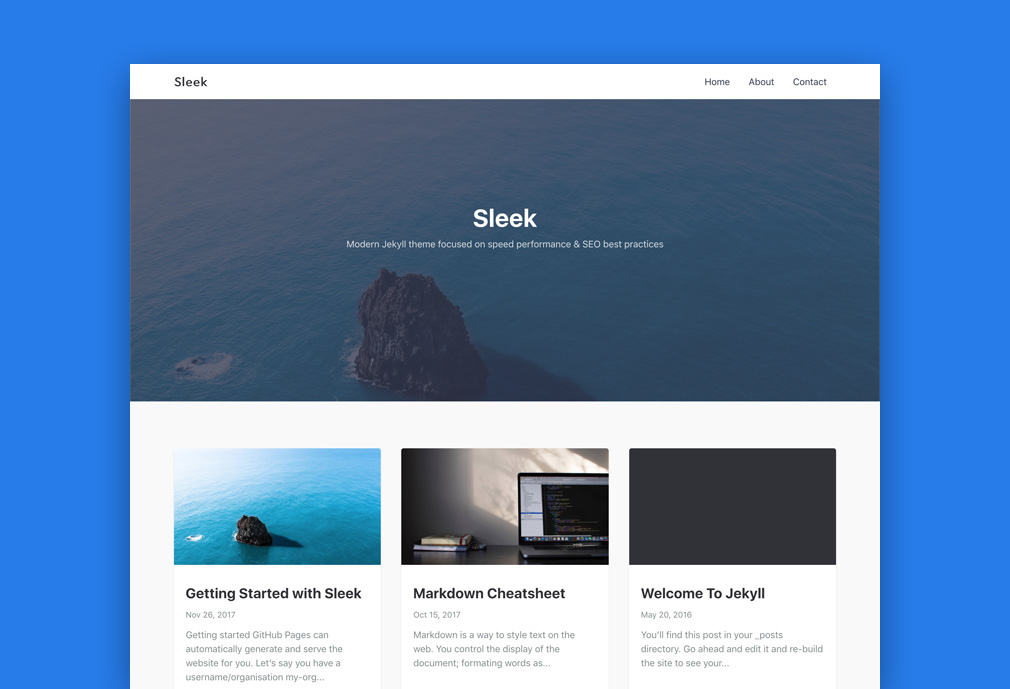 Sleek
Home About Contact
Sleek
Modern Jekyll theme focused on speed performance & SEO best practices
Getting Started with Sleek
Nov 26, 2017
Getting started GitHub Pages can
automatically generate and serve the
website for you. Let's say you have a
username/organisation my-org...
Markdown Cheatsheet
Oct 15, 2017
Markdown is a way to style text on the
web. You control the display of the
document; formating words as...
Welcome To Jekyll
May 20, 2016
You'll find this post in your _posts
directory. Go ahead and edit it and re-build
the site to see your...